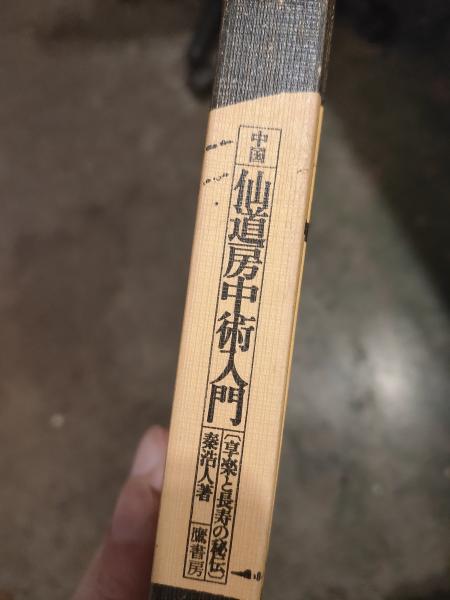 中国
仙道房中術入門
〔享楽と長寿の秘伝〕
秦浩人著
鷹書房